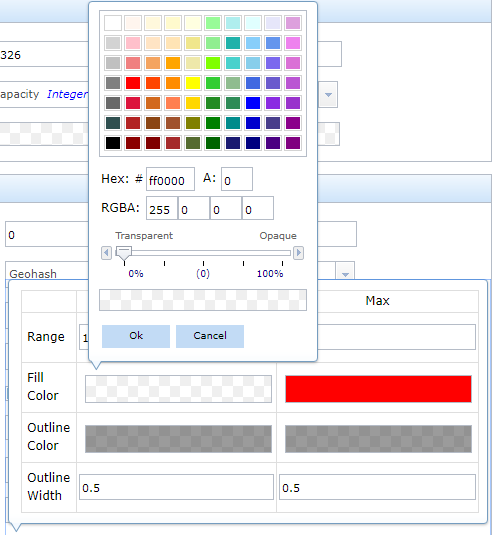 326
apacity Integer
Hex: # ff0000 A: 0
RGBA: 255 0 0 0
Transparent Opaque
0% (0) 100%
0
Geohash
Ok Cancel
Max
Range 1
Fill
Color
Outline
Color
Outline
Width 0.5 0.5